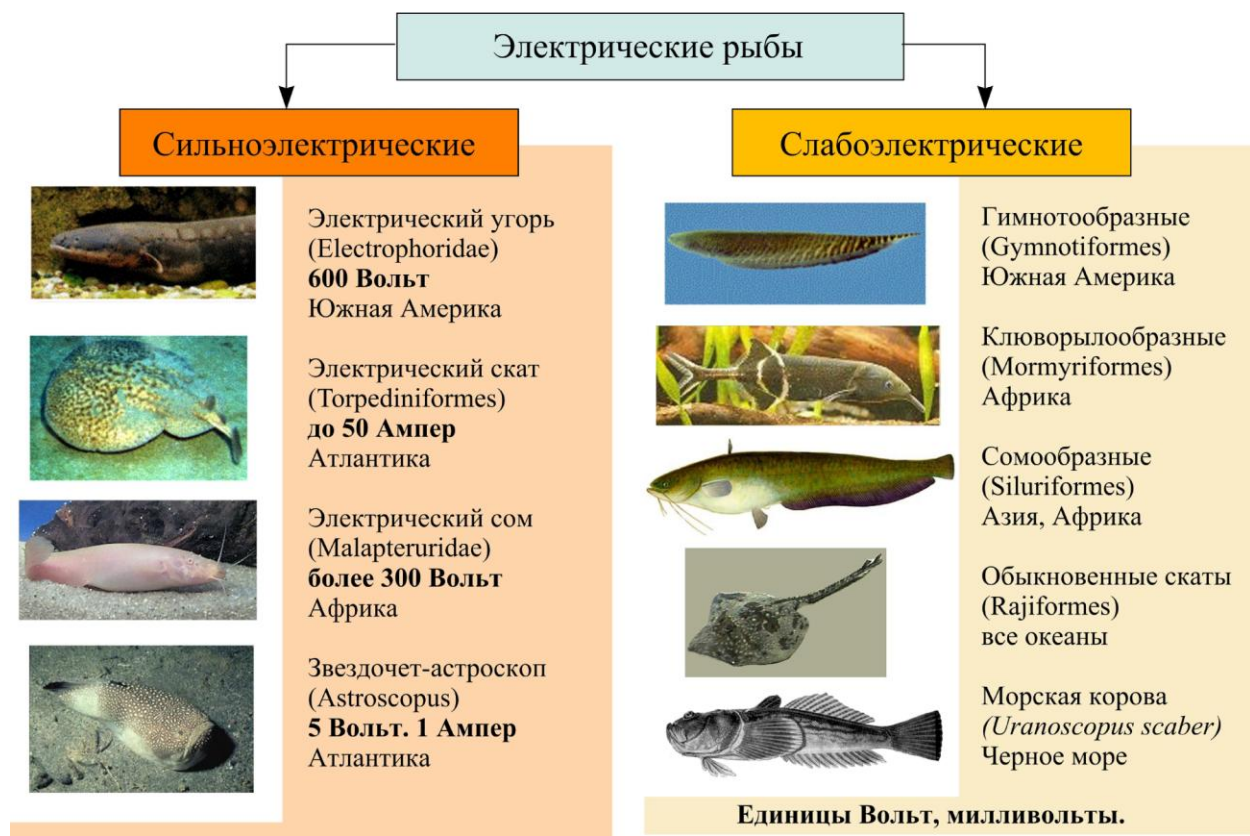 Электрические рыбы
Сильноэлектрические
Электрический угорь
(Electrophoridae)
600 Вольт
Южная Америка
Электрический скат
(Torpediniformes)
до 50 Ампер
Атлантика
Электрический сом
(Malapteruridae)
более 300 Вольт
Африка
Звездочет-астроскоп
(Astroscopus)
5 Вольт. 1 Ампер
Атлантика
Слабоэлектрические
Гимнотообразные
(Gymnotiformes)
Южная Америка
Клюворылообразные
(Mormyriformes)
Африка
Сомообразные
(Siluriformes)
Азия, Африка
Обыкновенные скаты
(Rajiformes)
все океаны
Морская корова
(Uranoscopus scaber)
Черное море
Единицы Вольт, милливольты.